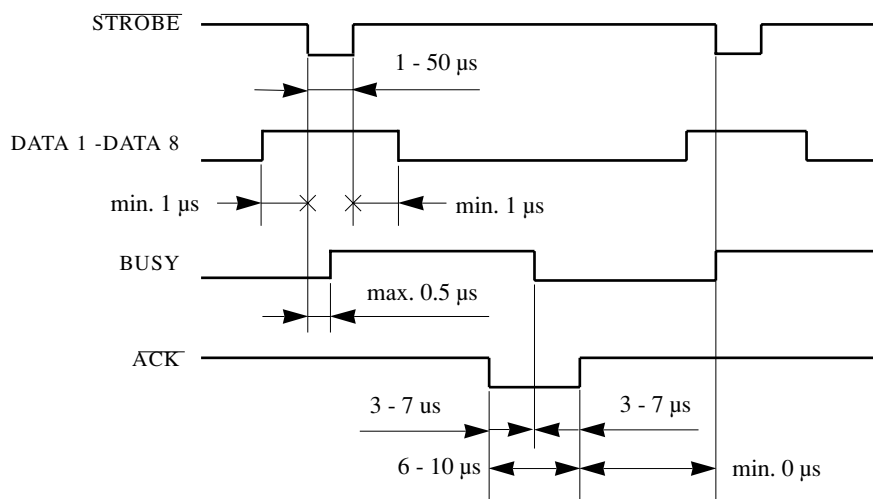 STROBE
1 - 50 µs
DATA 1 -DATA 8
min. 1 µs
min. 1 µs
BUSY
max. 0.5 µs
ACK
3 - 7 us
3 - 7 µs
6 - 10 µs
min. 0 µs